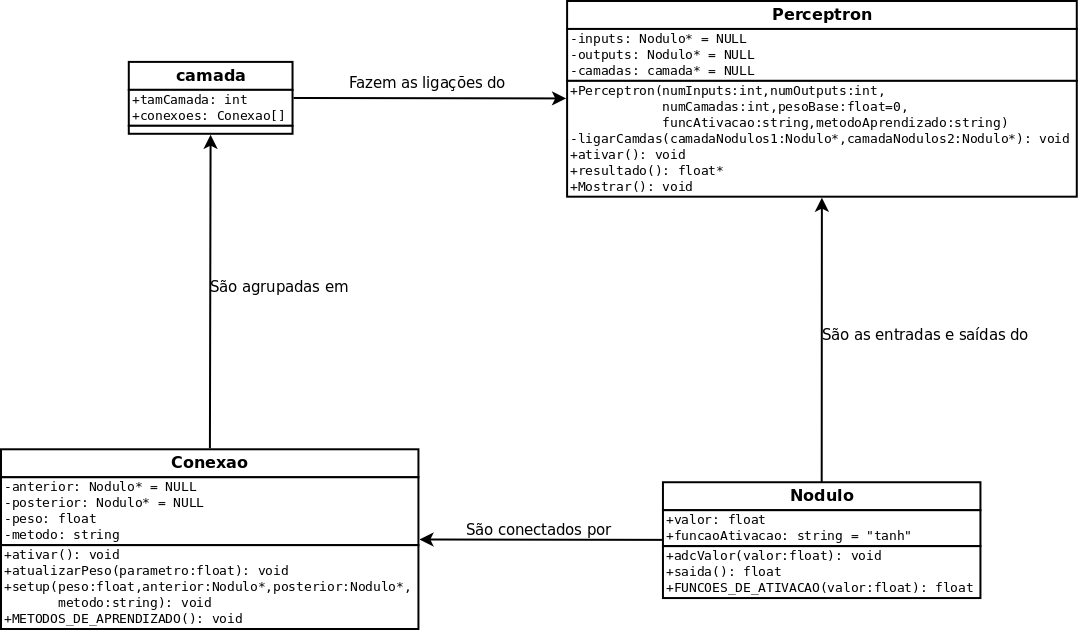 Perceptron
-inputs: Nodulo* = NULL
-outputs: Nodulo* = NULL
-camadas: camada* = NULL
+Perceptron(numInputs:int,numOutputs:int,
numCamadas:int,pesoBase:float=0,
funcAtivacao:string,metodoAprendizado:string)
-ligarCamdas(camadaNodulos1:Nodulo*,camadaNodulos2:Nodulo*): void
+ativar(): void
+resultado(): float*
+Mostrar(): void
camada
+tamCamada: int
+conexoes: Conexao[]
Fazem as ligações do
São agrupadas em
São as entradas e saídas do
Conexao
-anterior: Nodulo* = NULL
-posterior: Nodulo* = NULL
-peso: float
-metodo: string
+ativar(): void
+atualizarPeso(parametro:float): void
+setup(peso:float,anterior:Nodulo*,posterior:Nodulo*,
metodo:string): void
+METODOS_DE_APRENDIZADO(): void
São conectados por
Nodulo
+valor: float
+funcaoAtivacao: string = "tanh"
+adcValor(valor:float): void
+saida(): float
+FUNCOES_DE_ATIVACAO(valor:float): float